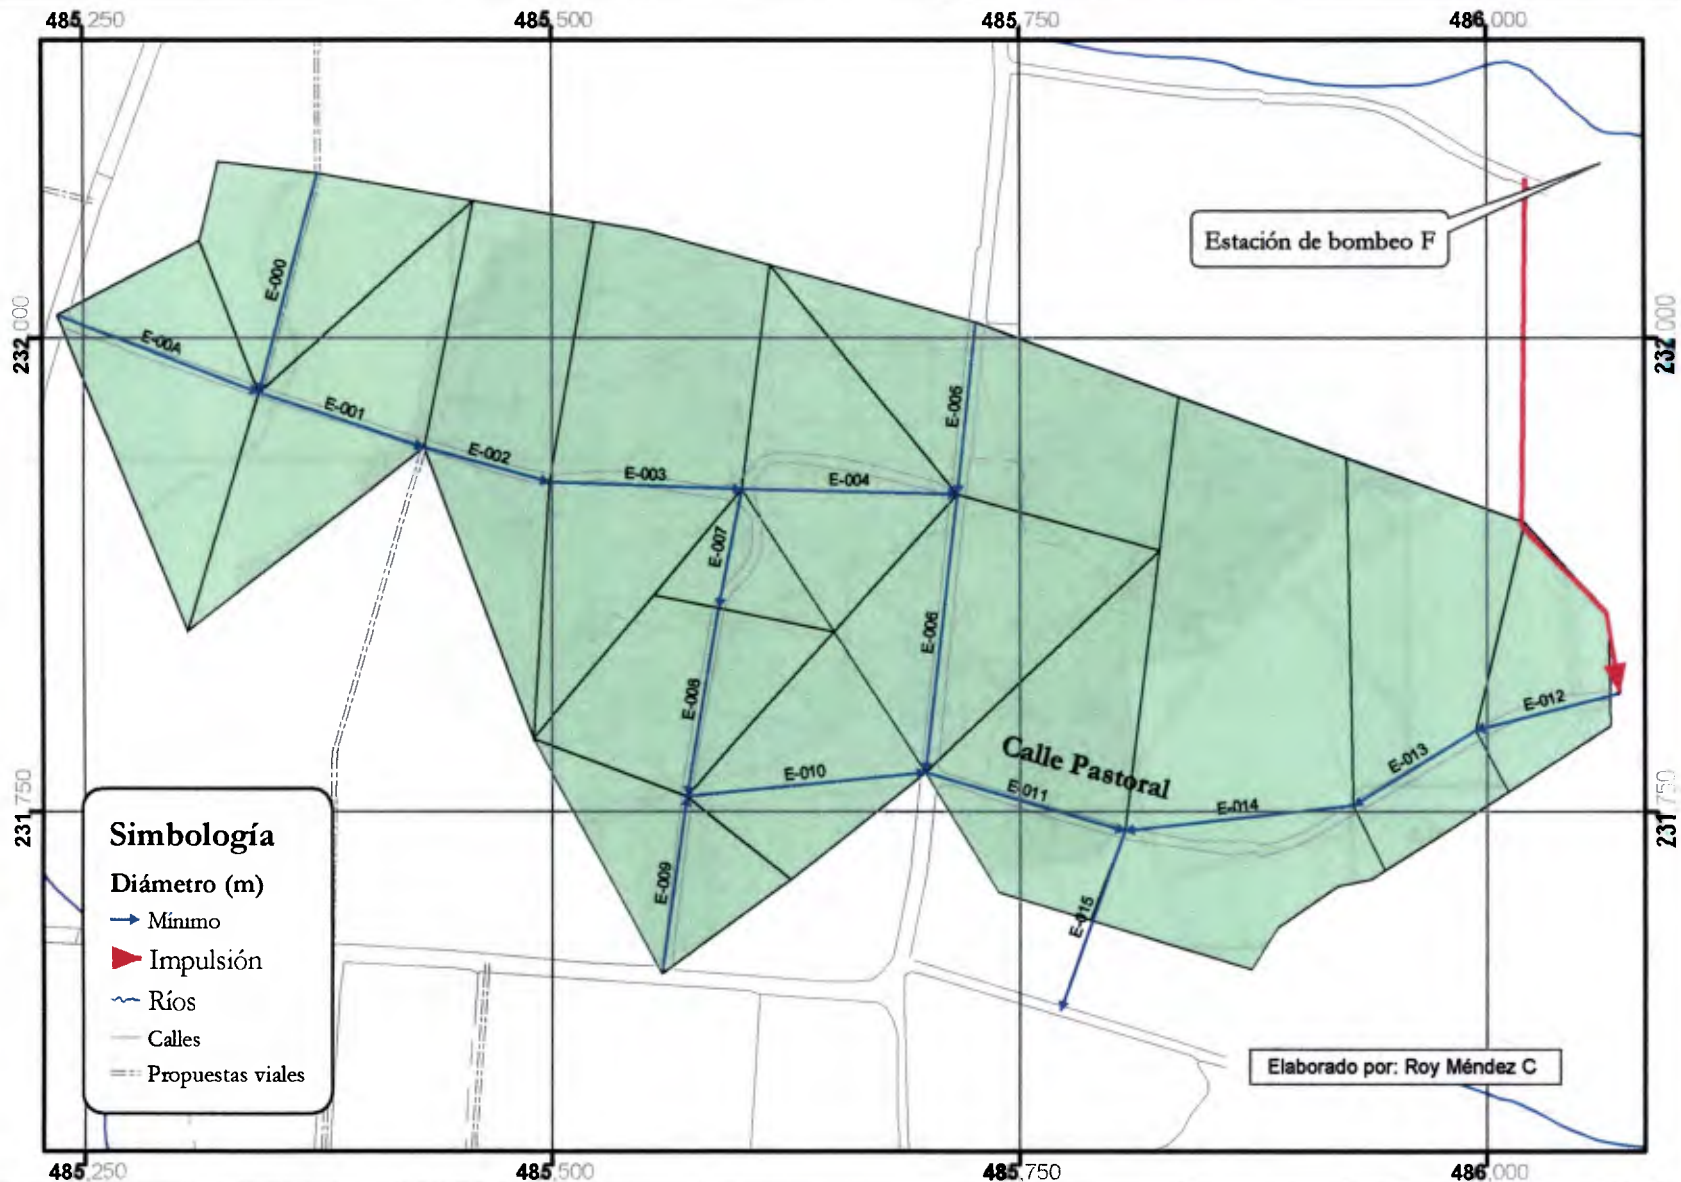 485,250 485,500 485,750 486,000
Estación de bombeo F
E-000
232,000
232,000
E-00A
E-001
E-005
E-002
E-003
E-004
E-007
E-006
E-008
E-012
Calle Pastoral
E-013
E-010
E-011
E-014
231,750
231,750
E-009
E-015
Simbología
Diámetro (m)
Mínimo
Impulsión
Ríos
Calles
Propuestas viales
Elaborado por: Roy Méndez C
485,250 485,500 485,750 486,000